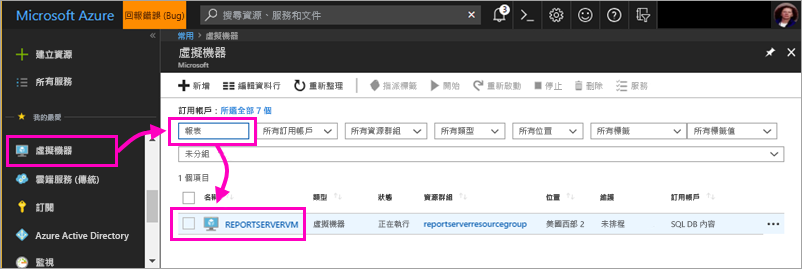 Microsoft Azure 回報錯誤 (Bug) 搜尋資源、服務和文件 3
建立資源
所有服務
我的最愛
虛擬機器
雲端服務 (傳統)
訂閱
Azure Active Directory
監視
常用 > 虛擬機器
虛擬機器
Microsoft
新增 編輯資料行 重新整理 指派標籤 開始 重新啟動 停止 刪除 服務
訂用帳戶：所選全部 7 個
報表 所有訂用帳戶 所有資源群組 所有類型 所有位置 所有標籤 所有標籤值
未分組
1 個項目
名稱 類型 狀態 資源群組 位置 維護 訂用帳戶
REPORTSERVERVM 虛擬機器 正在執行 reportserverresourcegroup 美國西部 2 未排程 SQL DB 內容